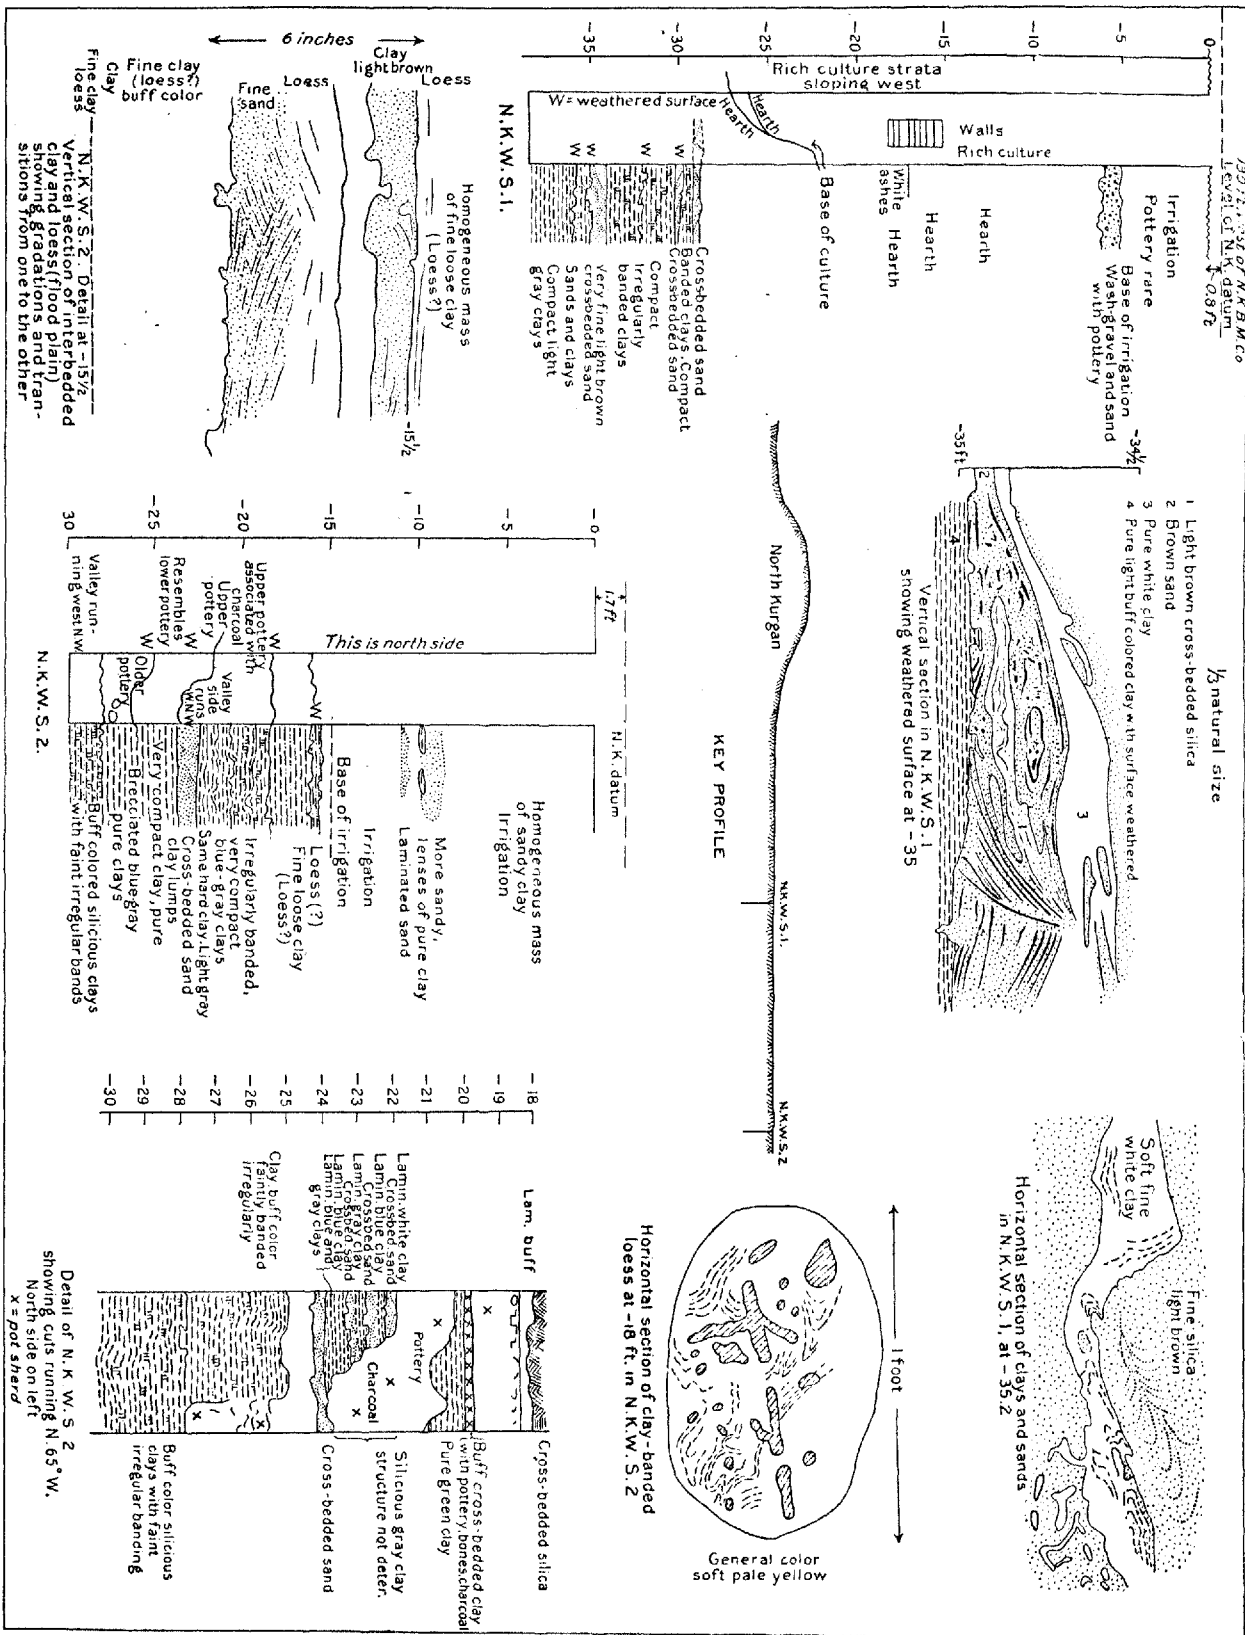 195 ft. west of N.K.B.M.Co
Level of N.K. datum
0.8 ft
0
-5
-10
-15
-20
-25
-30
-35
Rich culture strata
sloping west
W = weathered surface
Hearth
Hearth
Walls
Rich culture
W
W
W
W
Base of culture
White
ashes
Hearth
Hearth
Hearth
Irrigation
Pottery rare
Base of irrigation
Wash-gravel and sand
with pottery
Crossbedded sand
Banded clays. Compact
Crossbedded sand
Compact
Irregularly
banded clays
Very fine light brown
crossbedded sand
Sands and clays
Compact light
gray clays
N.K.W.S.1.
6 inches
Clay
light brown
Loess
Loess
Fine
sand
Fine clay
(loess?)
buff color
Clay
Fine clay
loess
Homogeneous mass
of fine loose clay
(Loess?)
-15½
N.K.W.S.2. Detail at -15½
Vertical section of interbedded
clay and loess (flood plain)
showing gradations and tran-
sitions from one to the other
⅓ natural size
1 Light brown cross-bedded silica
2 Brown sand
3 Pure white clay
4 Pure light buff colored clay with surface weathered
-34½
-35 ft
2
4
1
3
Vertical section in N.K.W.S.1
showing weathered surface at -35
Soft fine
white clay
Fine silica
light brown
Horizontal section of clays and sands
in N.K.W.S.1, at -35.2
North Kurgan
KEY PROFILE
N.K.W.S.1.
N.K.W.S.2
1 foot
General color
soft pale yellow
Horizontal section of clay-banded
loess at -18 ft. in N.K.W.S.2
0
-5
-10
-15
-20
-25
30
1.7 ft
N.K datum
This is north side
Upper pottery
associated with
charcoal
Upper
pottery
Resembles
lower pottery
Valley run-
ning west N.W
W
W
W
W
Valley
side
runs
W.N.W
Older
pottery
Homogeneous mass
of sandy clay
Irrigation
More sandy,
lenses of pure clay
Laminated sand
Irrigation
Base of irrigation
Loess (?)
Fine loose clay
(Loess?)
Irregularly banded,
very compact
blue-gray clays
Same hard clay. Light gray
Cross-bedded sand
clay lumps
Very compact clay, pure
Brecciated blue-gray
pure clays
Buff colored silicious clays
with faint irregular bands
N.K.W.S.2.
-18
-19
-20
-21
-22
-23
-24
-25
-26
-27
-28
-29
-30
Lam. buff
Lamin. white clay
Crossbed. sand
Lamin. blue clay
Crossbed sand
Lamin. gray clay
Crossbed. sand
Lamin. blue clay
Lamin. blue and
gray clays
Clay, buff color
faintly banded
irregularly
Pottery
Charcoal
x
x
x
x
x
x
Cross-bedded silica
Buff cross-bedded clay
with pottery, bones, charcoal
Pure green clay
Silicious gray clay
structure not deter.
Cross-bedded sand
Buff color silicious
clays with faint
irregular banding
Detail of N.K.W.S 2
showing cuts running N.65°W.
North side on left
x = pot sherd